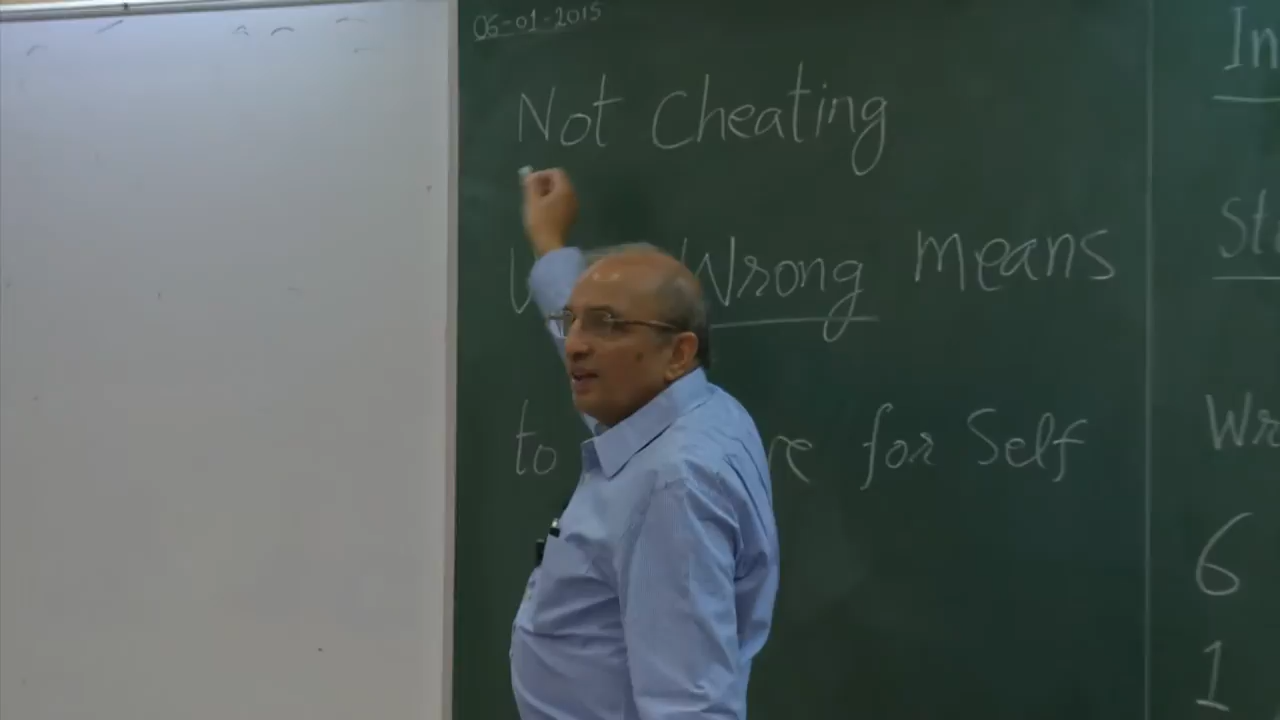 06-01-2015
Not Cheating
Wrong means
to for Self
In
St
Wr
6
1